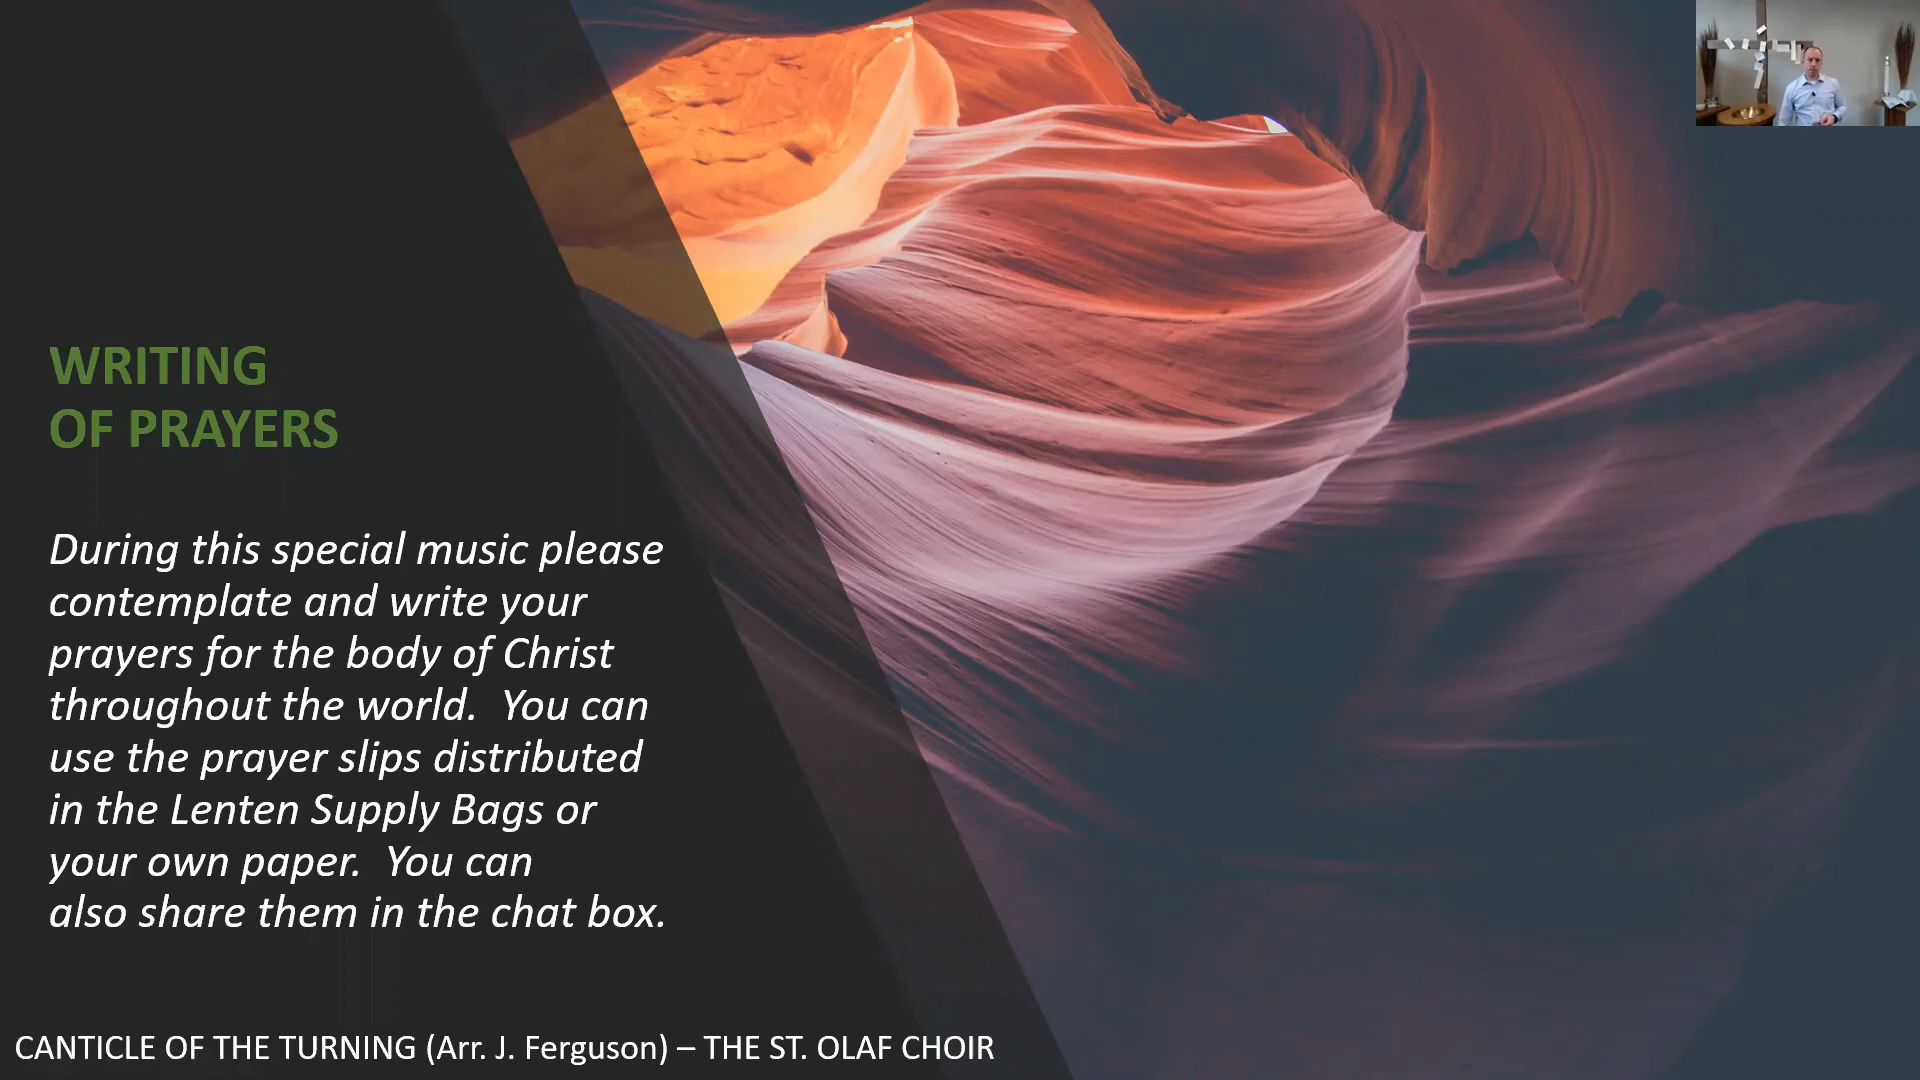 WRITING
OF PRAYERS
During this special music please
contemplate and write your
prayers for the body of Christ
throughout the world.  You can
use the prayer slips distributed
in the Lenten Supply Bags or
your own paper.  You can
also share them in the chat box.
CANTICLE OF THE TURNING (Arr. J. Ferguson) – THE ST. OLAF CHOIR